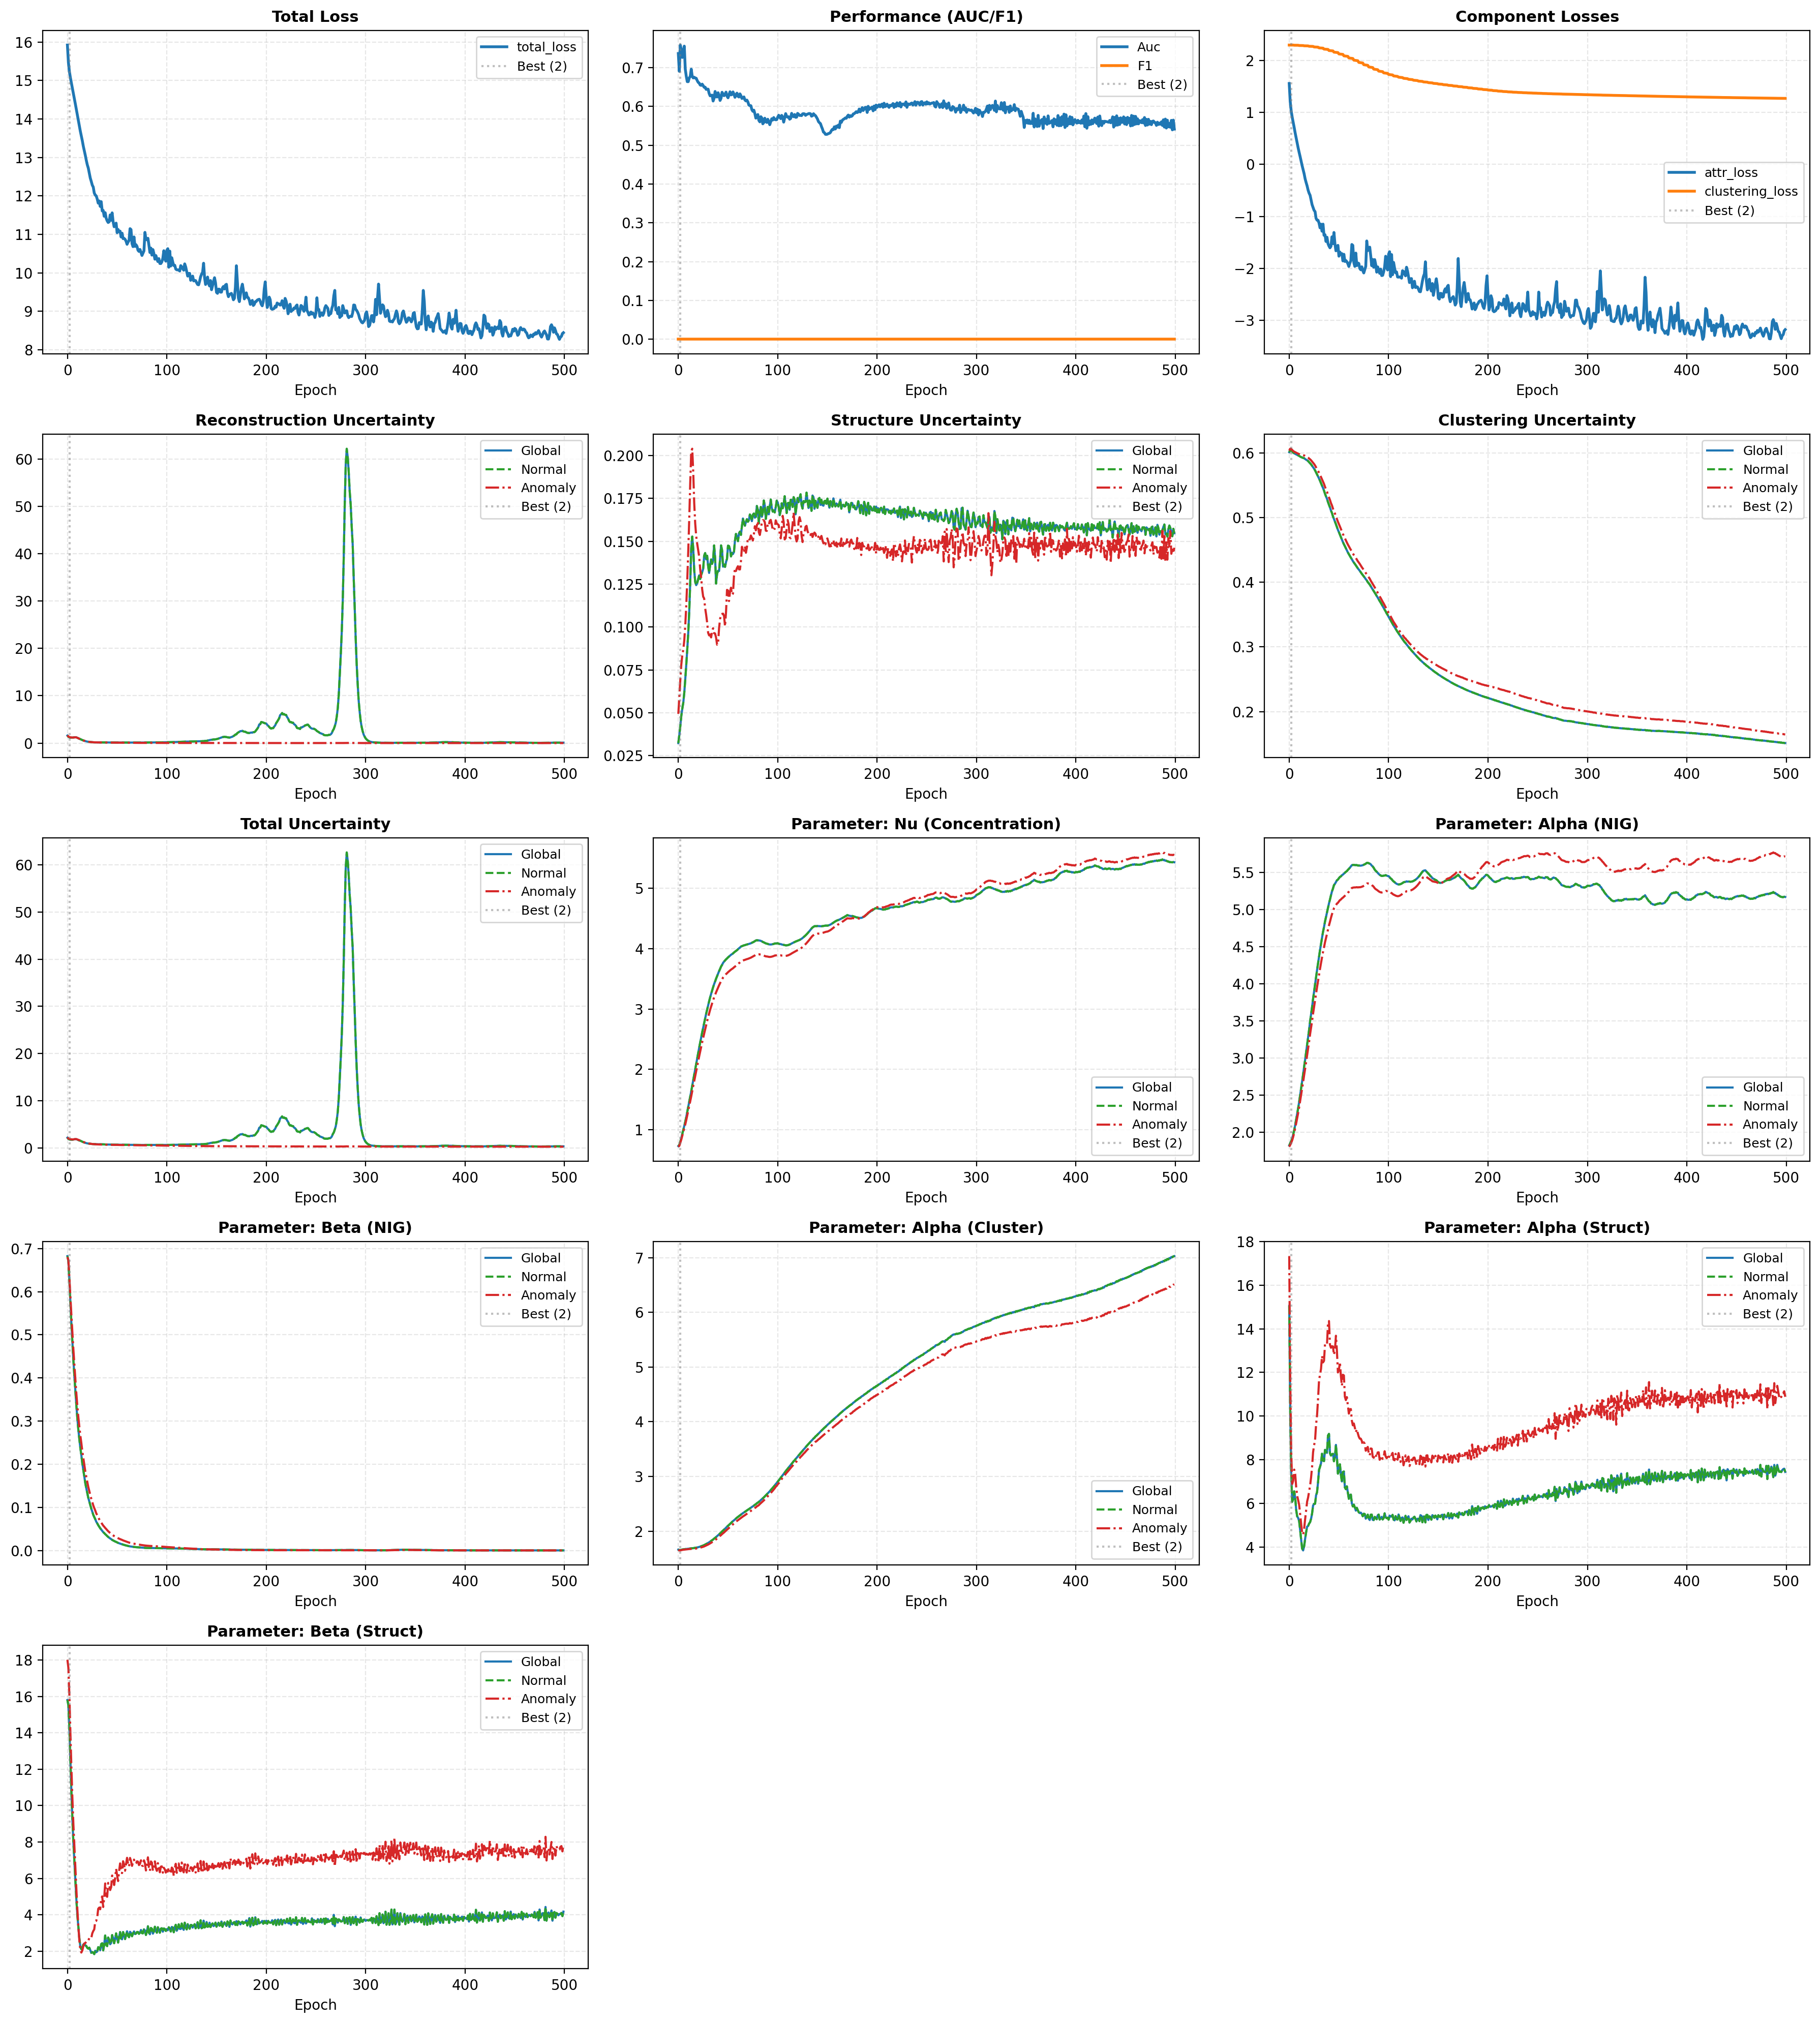 Total Loss
16
15
14
13
12
11
10
9
8
total_loss
Best (2)
0 100 200 300 400 500
Epoch
Performance (AUC/F1)
0.7
0.6
0.5
0.4
0.3
0.2
0.1
0.0
Auc
F1
Best (2)
0 100 200 300 400 500
Epoch
Component Losses
2
1
0
−1
−2
−3
attr_loss
clustering_loss
Best (2)
0 100 200 300 400 500
Epoch
Reconstruction Uncertainty
60
50
40
30
20
10
0
Global
Normal
Anomaly
Best (2)
0 100 200 300 400 500
Epoch
Structure Uncertainty
0.200
0.175
0.150
0.125
0.100
0.075
0.050
0.025
Global
Normal
Anomaly
Best (2)
0 100 200 300 400 500
Epoch
Clustering Uncertainty
0.6
0.5
0.4
0.3
0.2
Global
Normal
Anomaly
Best (2)
0 100 200 300 400 500
Epoch
Total Uncertainty
60
50
40
30
20
10
0
Global
Normal
Anomaly
Best (2)
0 100 200 300 400 500
Epoch
Parameter: Nu (Concentration)
5
4
3
2
1
Global
Normal
Anomaly
Best (2)
0 100 200 300 400 500
Epoch
Parameter: Alpha (NIG)
5.5
5.0
4.5
4.0
3.5
3.0
2.5
2.0
Global
Normal
Anomaly
Best (2)
0 100 200 300 400 500
Epoch
Parameter: Beta (NIG)
0.7
0.6
0.5
0.4
0.3
0.2
0.1
0.0
Global
Normal
Anomaly
Best (2)
0 100 200 300 400 500
Epoch
Parameter: Alpha (Cluster)
7
6
5
4
3
2
Global
Normal
Anomaly
Best (2)
0 100 200 300 400 500
Epoch
Parameter: Alpha (Struct)
18
16
14
12
10
8
6
4
Global
Normal
Anomaly
Best (2)
0 100 200 300 400 500
Epoch
Parameter: Beta (Struct)
18
16
14
12
10
8
6
4
2
Global
Normal
Anomaly
Best (2)
0 100 200 300 400 500
Epoch